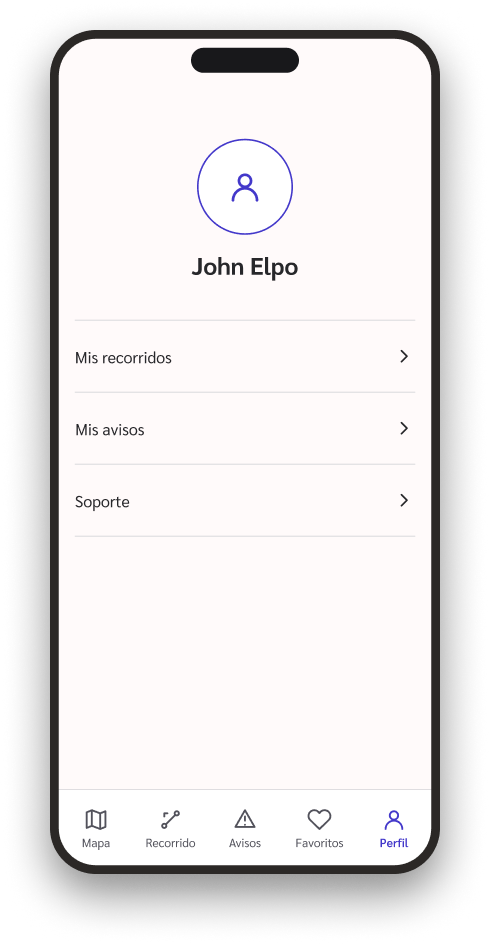 John Elpo
Mis recorridos
Mis avisos
Soporte
Mapa
Recorrido
Avisos
Favoritos
Perfil